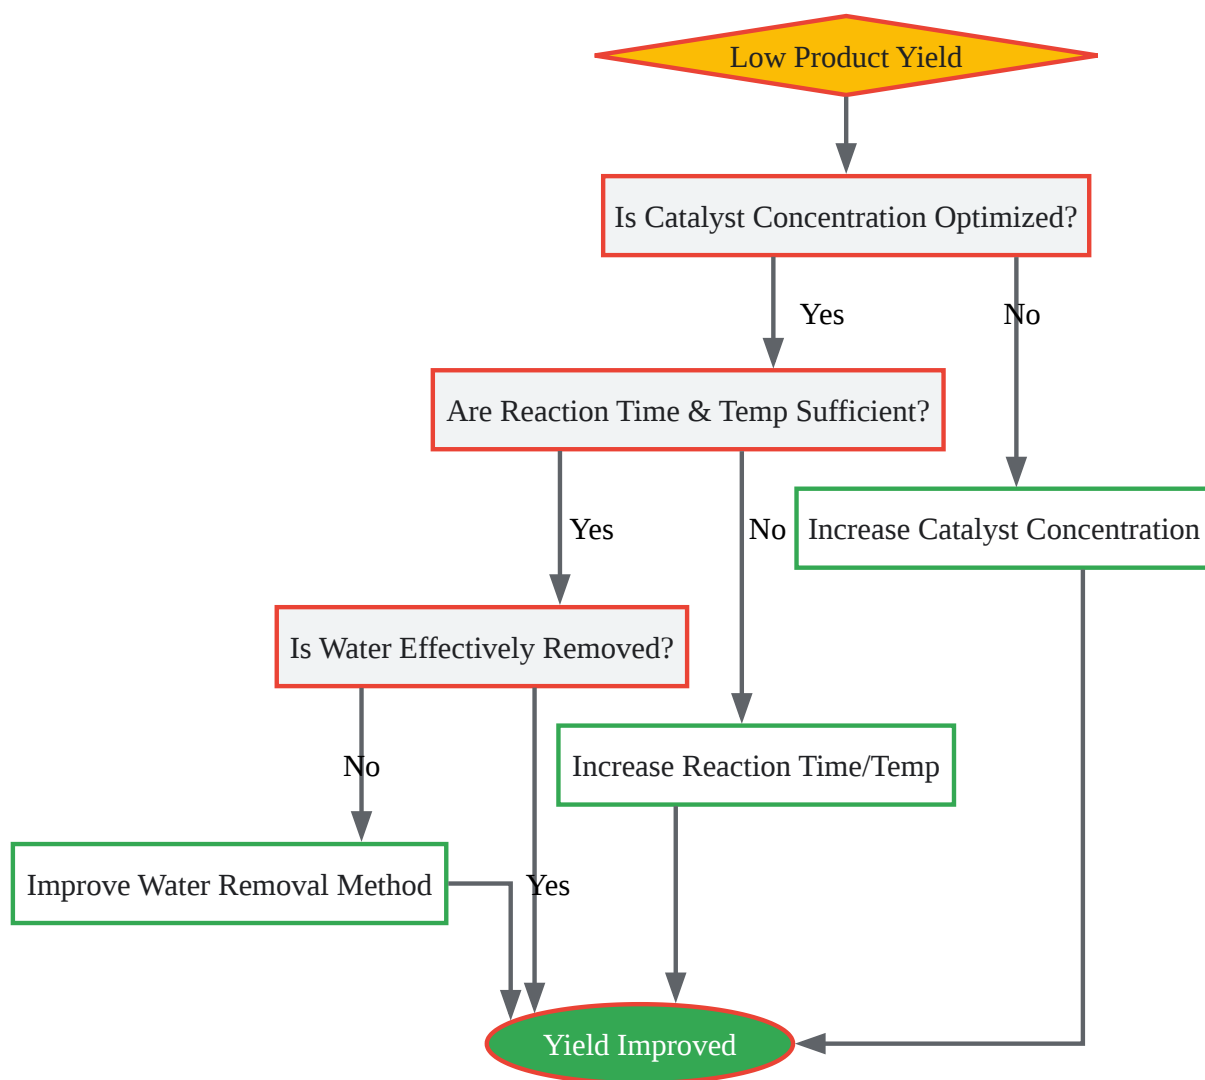 Low Product Yield
Is Catalyst Concentration Optimized?
Yes
No
Are Reaction Time & Temp Sufficient?
Yes
No
Increase Catalyst Concentration
Is Water Effectively Removed?
No
Increase Reaction Time/Temp
Improve Water Removal Method
Yes
Yield Improved